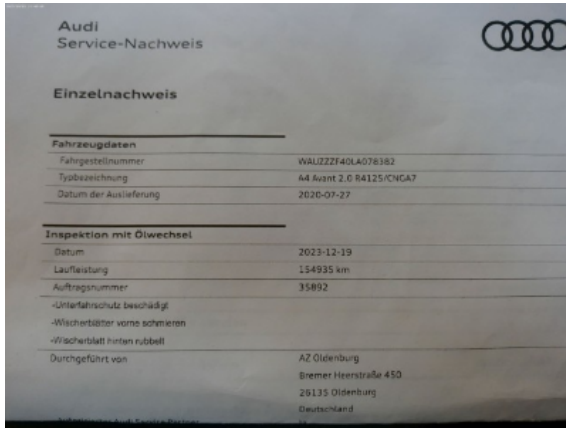 Audi
Service-Nachweis
Einzelnachweis
Fahrzeugdaten
Fahrgestellnummer WAUZZZF40LA078382
Typbezeichnung A4 Avant 2.0 R4125/CNGA7
Datum der Auslieferung 2020-07-27
Inspektion mit Ölwechsel
Datum 2023-12-19
Laufleistung 154935 km
Auftragsnummer 35892
-Unterfahrschutz beschädigt
-Wischerblätter vorne schmieren
-Wischerblatt hinten rubbelt
Durchgeführt von AZ Oldenburg
Bremer Heerstraße 450
26135 Oldenburg
Deutschland